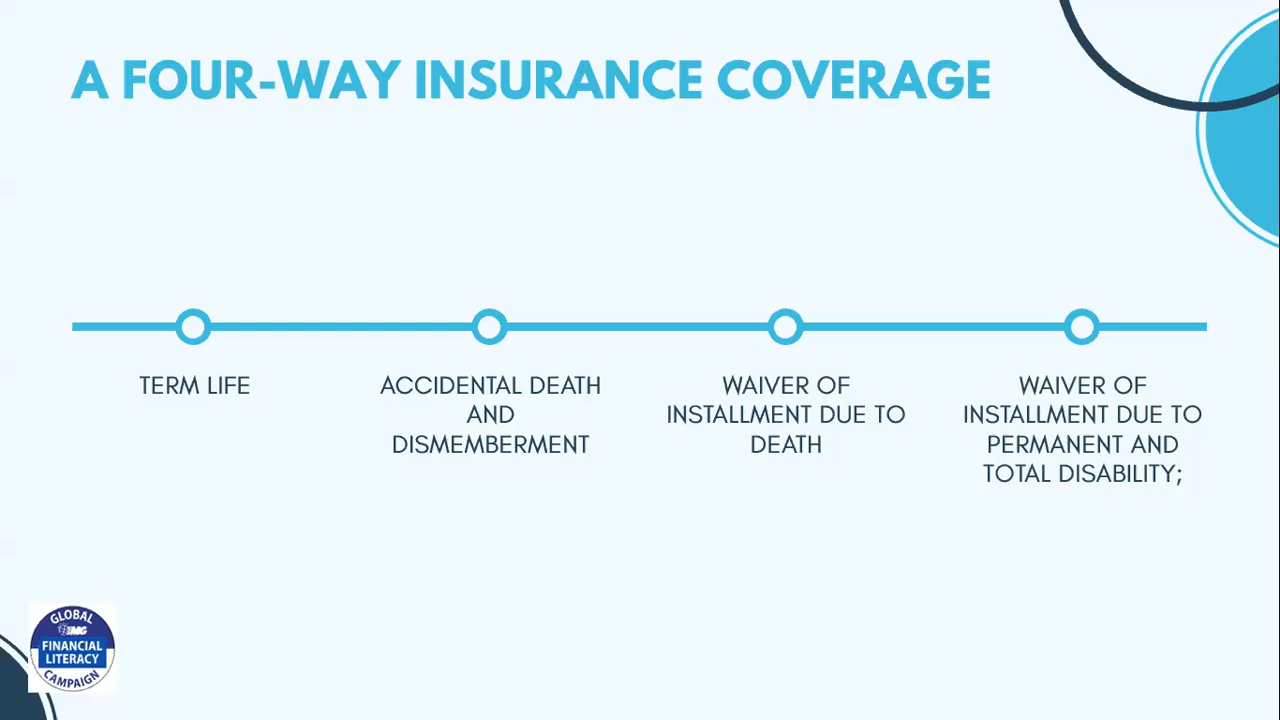 A FOUR-WAY INSURANCE COVERAGE
TERM LIFE
ACCIDENTAL DEATH
AND
DISMEMBERMENT
WAIVER OF
INSTALLMENT DUE TO
DEATH
WAIVER OF
INSTALLMENT DUE TO
PERMANENT AND
TOTAL DISABILITY;
GLOBAL
IMG
FINANCIAL
LITERACY
CAMPAIGN